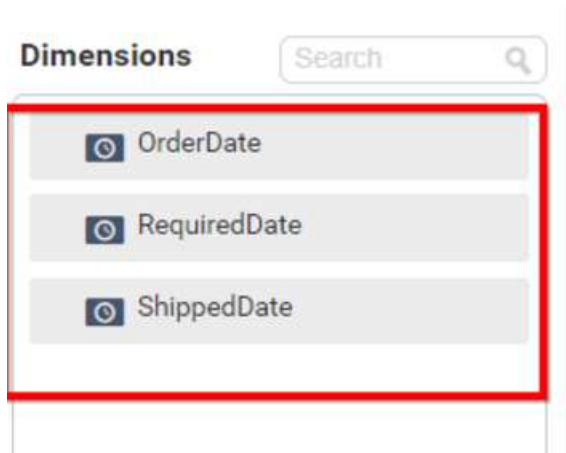 Dimensions Search
OrderDate
RequiredDate
ShippedDate